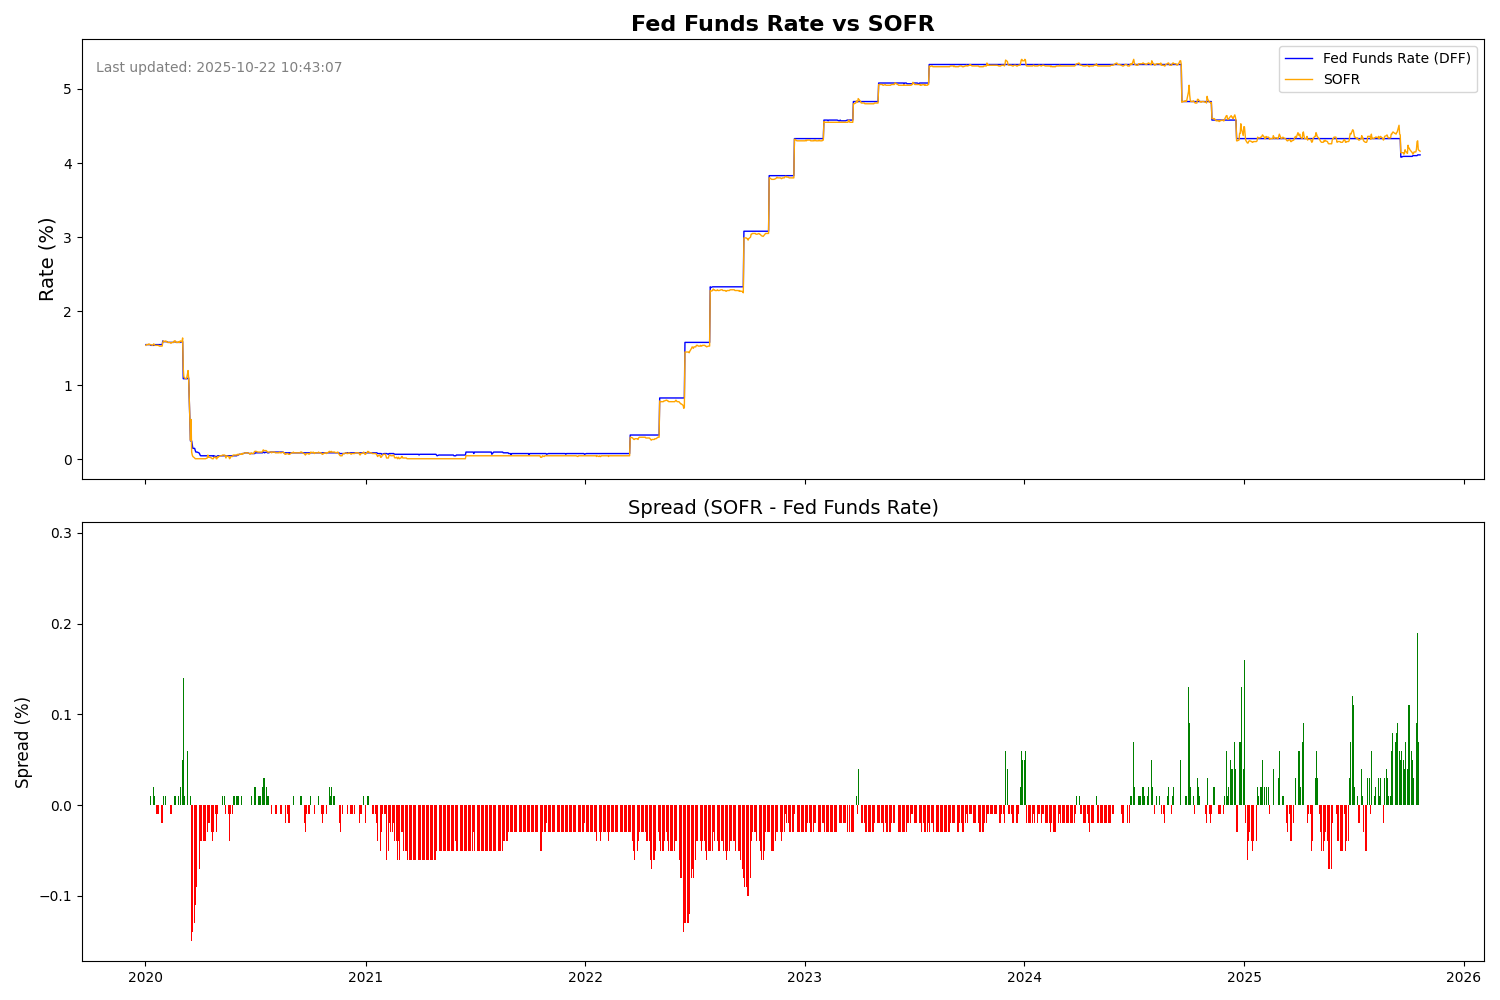 Fed Funds Rate vs SOFR
Last updated: 2025-10-22 10:43:07
Fed Funds Rate (DFF)
SOFR
Rate (%)
5
4
3
2
1
0
Spread (SOFR - Fed Funds Rate)
Spread (%)
0.3
0.2
0.1
0.0
−0.1
2020 2021 2022 2023 2024 2025 2026